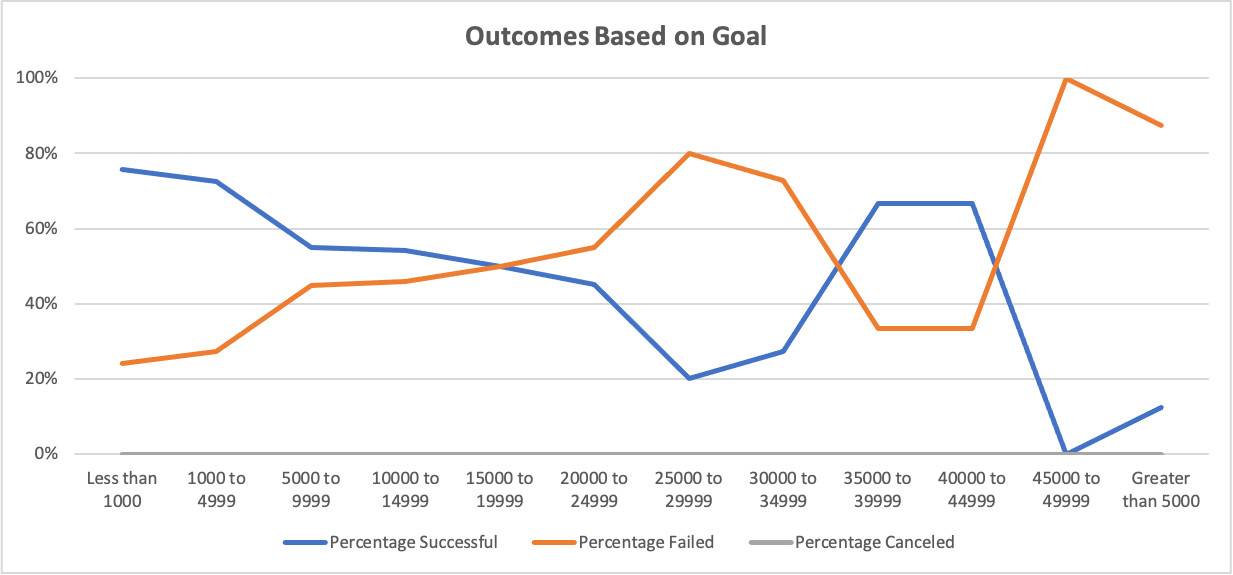 Outcomes Based on Goal
100%
80%
60%
40%
20%
0%
Less than
1000
1000 to
4999
5000 to
9999
10000 to
14999
15000 to
19999
20000 to
24999
25000 to
29999
30000 to
34999
35000 to
39999
40000 to
44999
45000 to
49999
Greater
than 5000
Percentage Successful
Percentage Failed
Percentage Canceled